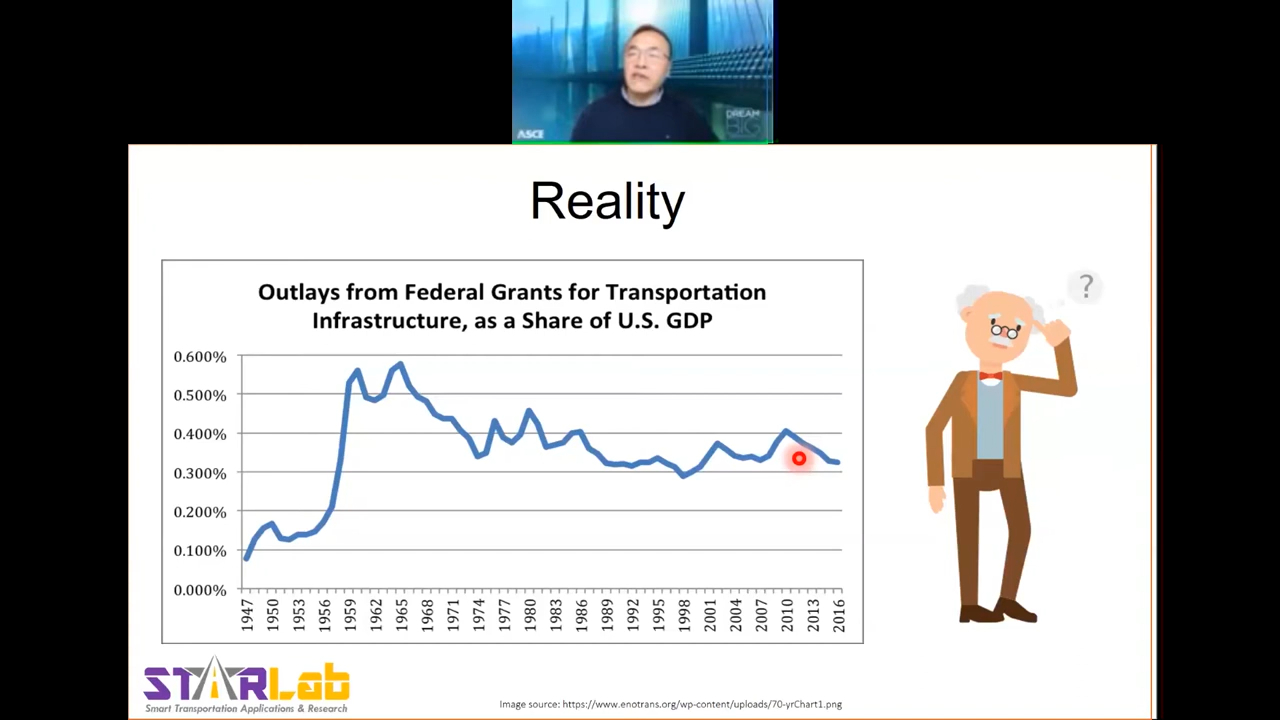 ASCE
DREAM
BIG
Reality
Outlays from Federal Grants for Transportation
Infrastructure, as a Share of U.S. GDP
0.600%
0.500%
0.400%
0.300%
0.200%
0.100%
0.000%
1947 1950 1953 1956 1959 1962 1965 1968 1971 1974 1977 1980 1983 1986 1989 1992 1995 1998 2001 2004 2007 2010 2013 2016
?
STARLab
Smart Transportation Applications & Research
Image source: https://www.enotrans.org/wp-content/uploads/70-yrChart1.png